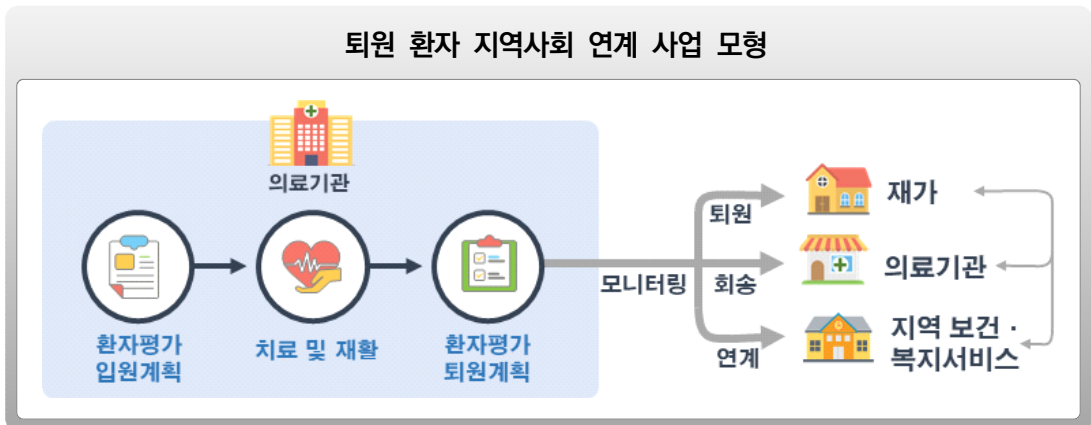 퇴원 환자 지역사회 연계 사업 모형
의료기관
환자평가
입원계획
치료 및 재활
환자평가
퇴원계획
모니터링
퇴원
회송
연계
재가
의료기관
지역 보건 ·
복지서비스